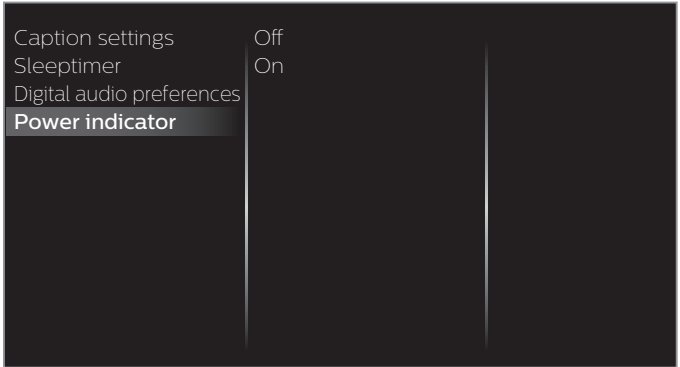 Caption settings
Sleeptimer
Digital audio preferences
Power indicator
Off
On